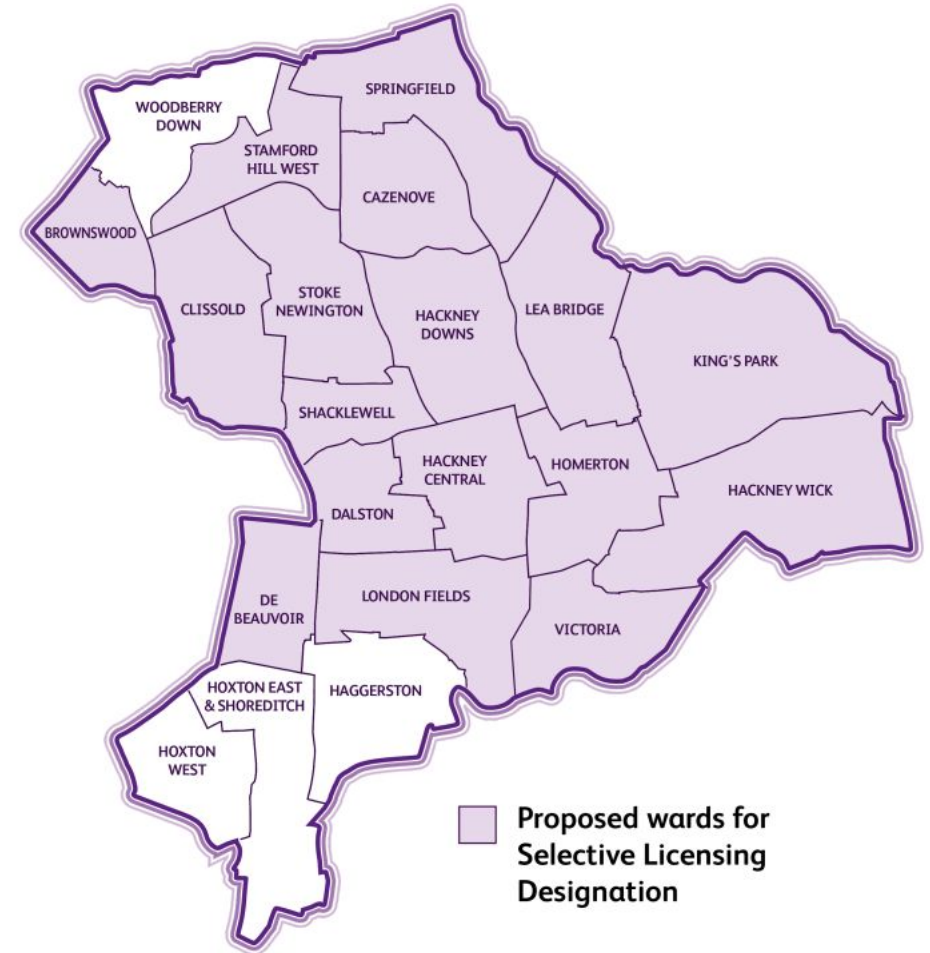 SPRINGFIELD
WOODBERRY
DOWN
STAMFORD
HILL WEST
CAZENOVE
BROWNSWOOD
CLISSOLD
STOKE
NEWINGTON
HACKNEY
DOWNS
LEA BRIDGE
KING'S PARK
SHACKLEWELL
HACKNEY
CENTRAL
HOMERTON
HACKNEY WICK
DALSTON
DE
BEAUVOIR
LONDON FIELDS
VICTORIA
HOXTON EAST
& SHOREDITCH
HAGGERSTON
HOXTON
WEST
Proposed wards for
Selective Licensing
Designation